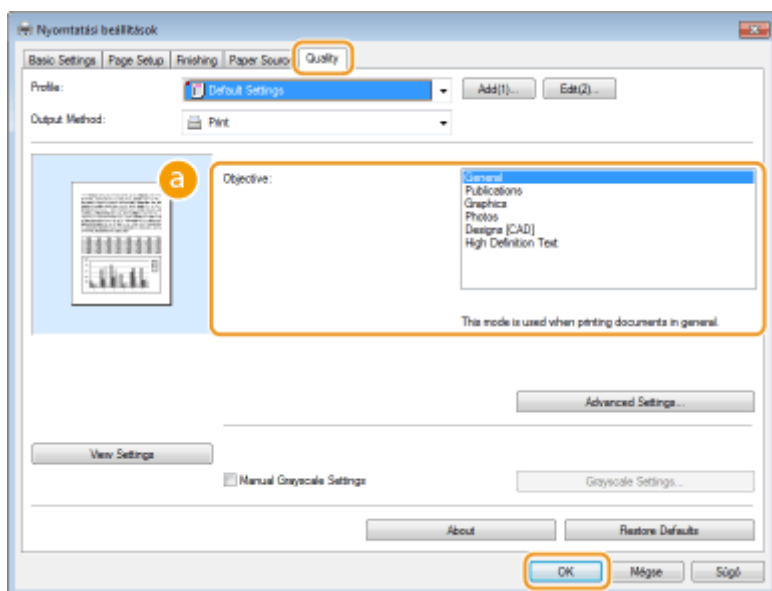 Nyomtatási beállítások
Basic Settings Page Setup Finishing Paper Source Quality
Profile: Default Settings Add(1)... Edit(2)...
Output Method: Print
a
Objective: General
Publications
Graphics
Photos
Designs [CAD]
High Definition Text
This mode is used when printing documents in general.
Advanced Settings...
View Settings
Manual Grayscale Settings Grayscale Settings...
About Restore Defaults
OK Mégse Súgó